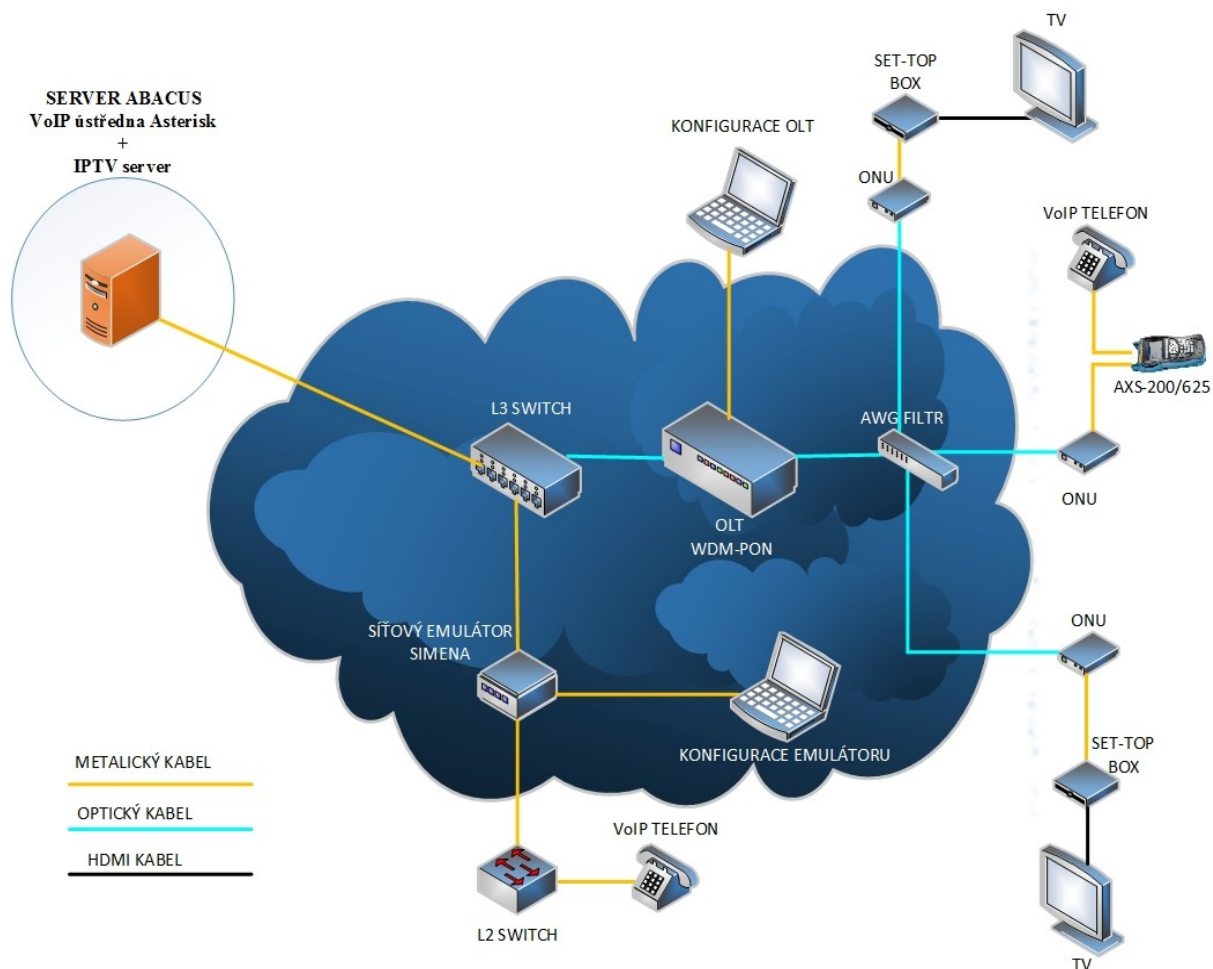 SERVER ABACUS
VoIP ústředna Asterisk
+
IPTV server
KONFIGURACE OLT
SET-TOP
BOX
TV
ONU
VoIP TELEFON
AXS-200/625
L3 SWITCH
AWG FILTR
ONU
OLT
WDM-PON
SÍŤOVÝ EMULÁTOR
SIMENA
ONU
KONFIGURACE EMULÁTORU
SET-TOP
BOX
METALICKÝ KABEL
OPTICKÝ KABEL
HDMI KABEL
VoIP TELEFON
L2 SWITCH
TV